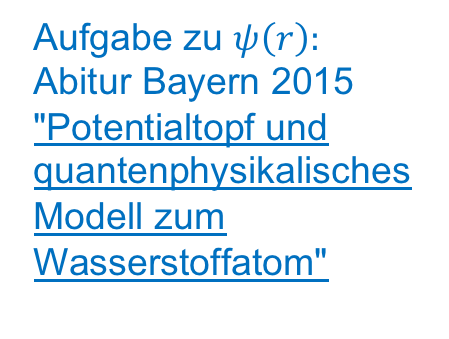 Aufgabe zu 𝜓(𝑟):
Abitur Bayern 2015
"Potentialtopf und
quantenphysikalisches
Modell zum
Wasserstoffatom"